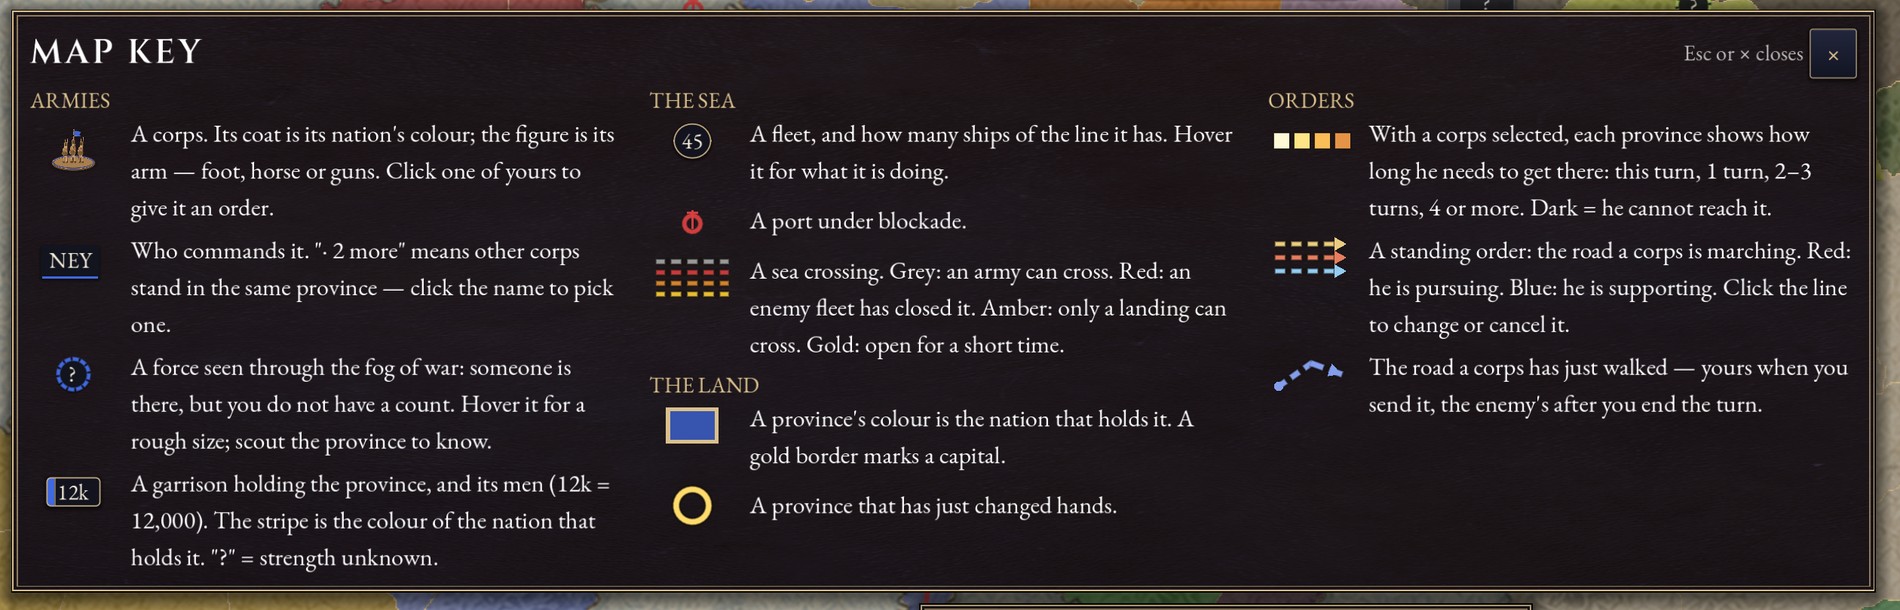 MAP KEY
Esc or × closes
×
ARMIES
A corps. Its coat is its nation's colour; the figure is its
arm — foot, horse or guns. Click one of yours to
give it an order.
NEY
Who commands it. "· 2 more" means other corps
stand in the same province — click the name to pick
one.
?
A force seen through the fog of war: someone is
there, but you do not have a count. Hover it for a
rough size; scout the province to know.
12k
A garrison holding the province, and its men (12k =
12,000). The stripe is the colour of the nation that
holds it. "?" = strength unknown.
THE SEA
45
A fleet, and how many ships of the line it has. Hover
it for what it is doing.
A port under blockade.
A sea crossing. Grey: an army can cross. Red: an
enemy fleet has closed it. Amber: only a landing can
cross. Gold: open for a short time.
THE LAND
A province's colour is the nation that holds it. A
gold border marks a capital.
A province that has just changed hands.
ORDERS
With a corps selected, each province shows how
long he needs to get there: this turn, 1 turn, 2–3
turns, 4 or more. Dark = he cannot reach it.
A standing order: the road a corps is marching. Red:
he is pursuing. Blue: he is supporting. Click the line
to change or cancel it.
The road a corps has just walked — yours when you
send it, the enemy's after you end the turn.